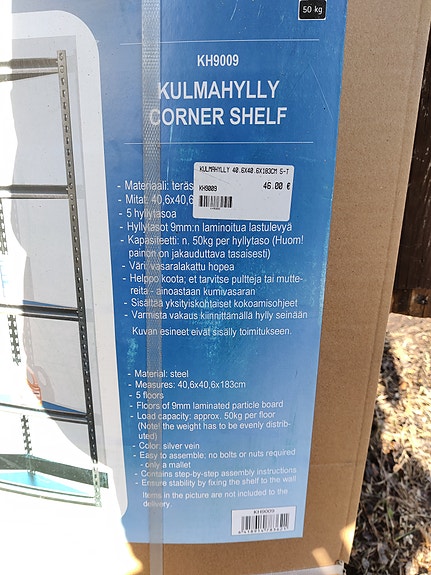 50 kg
KH9009
KULMAHYLLY
CORNER SHELF
KULMAHYLLY 40.6X40.6X183CM 5-T
KH9009
46.00 €
- Materiaali: teräs
- Mitat: 40,6x40,6
- 5 hyllytasoa
- Hyllytasot 9mm:n laminoitua lastulevyä
- Kapasiteetti: n. 50kg per hyllytaso (Huom!
painon on jakauduttava tasaisesti)
- Väri: vasaralakattu hopea
- Helppo koota; et tarvitse pultteja tai mutte-
reita - ainoastaan kumivasaran
- Sisältää yksityiskohtaiset kokoamisohjeet
- Varmista vakaus kiinnittämällä hylly seinään
Kuvan esineet eivät sisälly toimitukseen.
- Material: steel
- Measures: 40,6x40,6x183cm
- 5 floors
- Floors of 9mm laminated particle board
- Load capacity: approx. 50kg per floor
(Note! the weight has to be evenly distrib-
uted)
- Color: silver vein
- Easy to assemble; no bolts or nuts required
- only a mallet
- Contains step-by-step assembly instructions
- Ensure stability by fixing the shelf to the wall
Items in the picture are not included to the
delivery.
KH9009